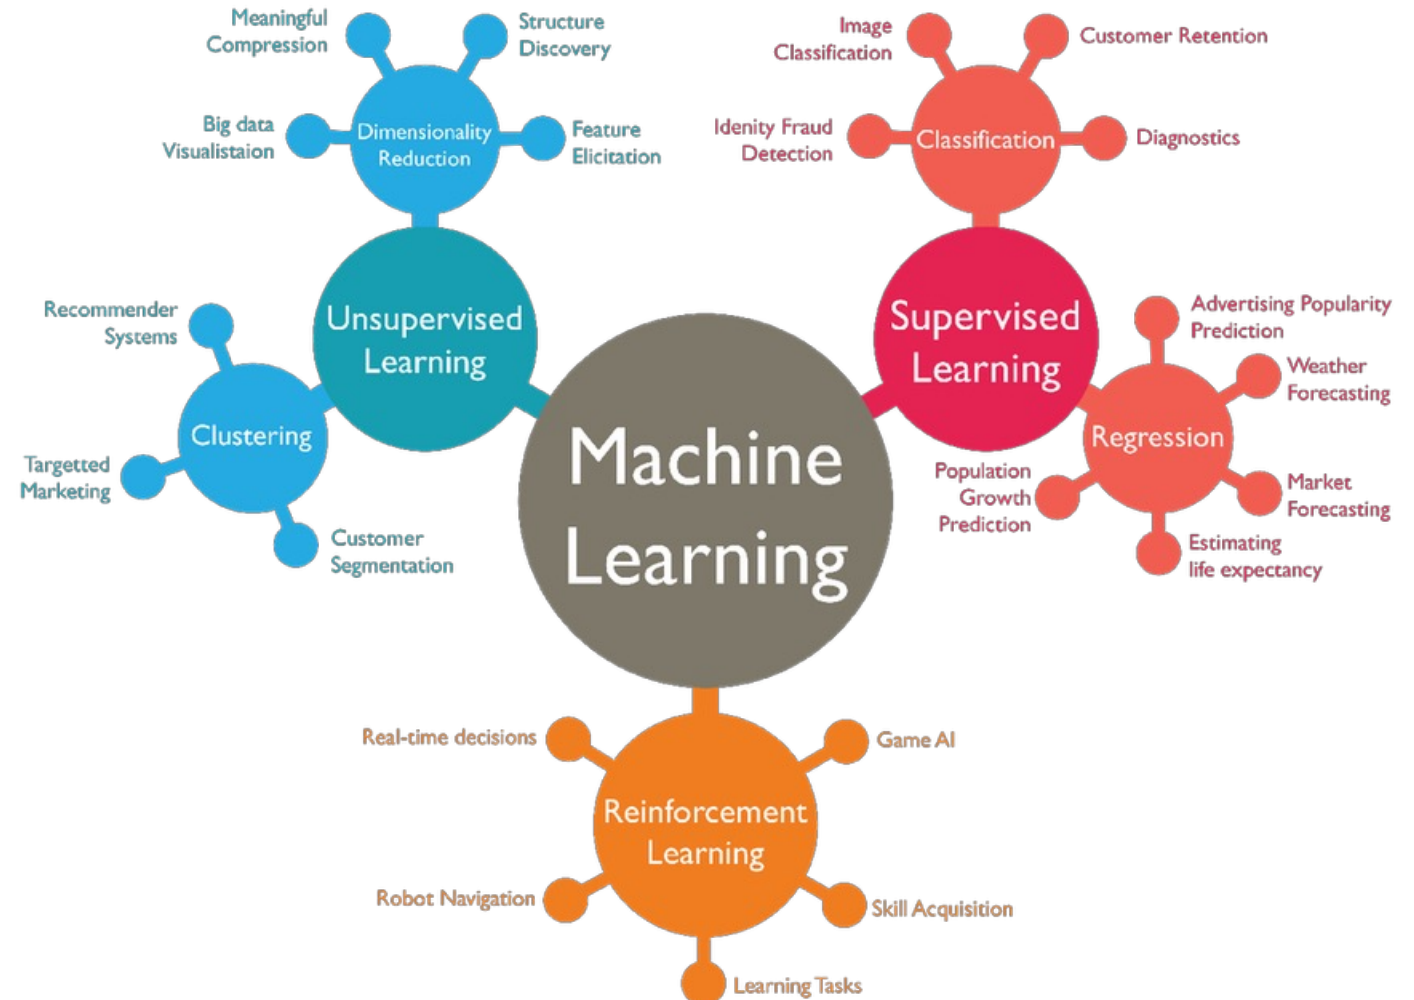 Meaningful
Compression
Structure
Discovery
Big data
Visualistaion
Dimensionality
Reduction
Feature
Elicitation
Image
Classification
Customer Retention
Idenity Fraud
Detection
Classification
Diagnostics
Unsupervised
Learning
Supervised
Learning
Recommender
Systems
Clustering
Targetted
Marketing
Customer
Segmentation
Machine
Learning
Advertising Popularity
Prediction
Weather
Forecasting
Regression
Population
Growth
Prediction
Market
Forecasting
Estimating
life expectancy
Real-time decisions
Game AI
Reinforcement
Learning
Robot Navigation
Skill Acquisition
Learning Tasks